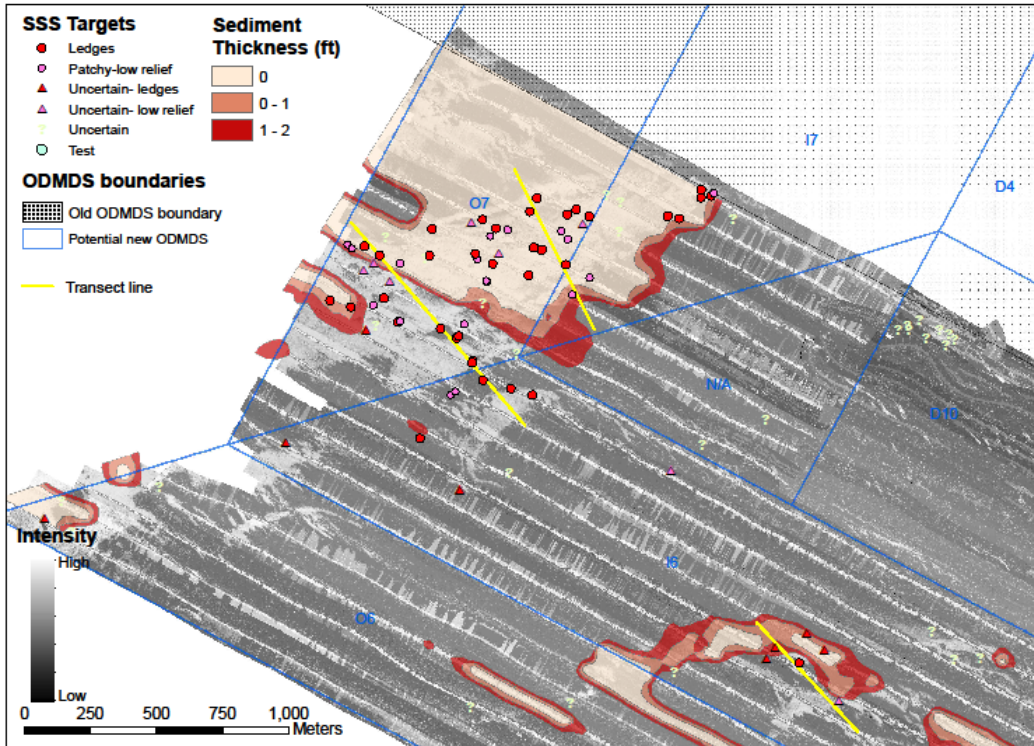 SSS Targets
Ledges
Patchy-low relief
Uncertain- ledges
Uncertain- low relief
? Uncertain
Test
ODMDS boundaries
Old ODMDS boundary
Potential new ODMDS
Transect line
Sediment
Thickness (ft)
0
0 - 1
1 - 2
I7
D4
O7
N/A
D10
I6
O6
Intensity
High
Low
0 250 500 750 1,000
Meters